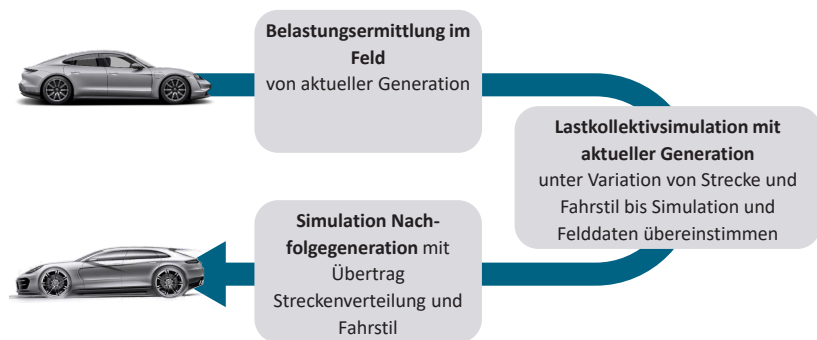 Belastungsermittlung im
Feld
von aktueller Generation
Lastkollektivsimulation mit
aktueller Generation
unter Variation von Strecke und
Fahrstil bis Simulation und
Felddaten übereinstimmen
Simulation Nach-
folgegeneration mit
Übertrag
Streckenverteilung und
Fahrstil